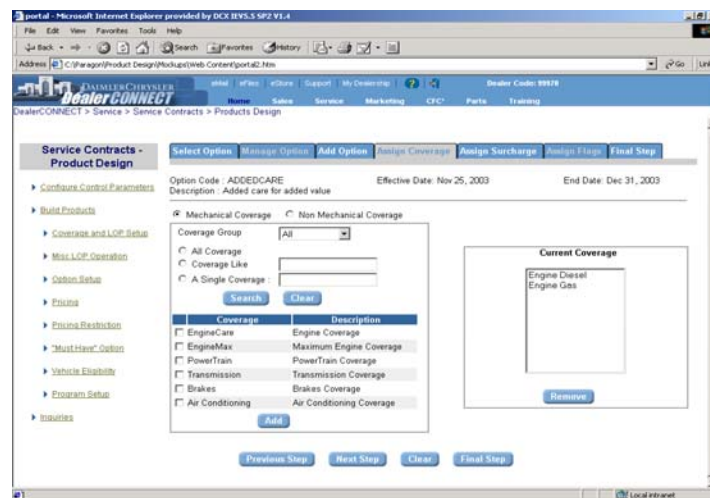 portal - Microsoft Internet Explorer provided by DCX IEV5.5 SP2 V1.4
File Edit View Favorites Tools Help
Back Search Favorites History
Address C:\Paragon\Product Design\Mockups\Web Content\portal2.htm Go Links
DAIMLERCHRYSLER eMail eFiles eStore Support My Dealership Dealer Code: 99978
DealerCONNECT Home Sales Service Marketing CFC* Parts Training
DealerCONNECT > Service > Service Contracts > Products Design
Service Contracts -
Product Design
Configure Control Parameters
Build Products
Coverage and LOP Setup
Misc LOP Operation
Option Setup
Pricing
Pricing Restriction
"Must Have" Option
Vehicle Eligibility
Program Setup
Inquiries
Select Option Manage Option Add Option Assign Coverage Assign Surcharge Assign Flags Final Step
Option Code : ADDEDCARE Effective Date: Nov 25, 2003 End Date: Dec 31, 2003
Description : Added care for added value
Mechanical Coverage Non Mechanical Coverage
Coverage Group All
All Coverage
Coverage Like
A Single Coverage :
Search Clear
Coverage Description
EngineCare Engine Coverage
EngineMax Maximum Engine Coverage
PowerTrain PowerTrain Coverage
Transmission Transmission Coverage
Brakes Brakes Coverage
Air Conditioning Air Conditioning Coverage
Add
Current Coverage
Engine Diesel
Engine Gas
Remove
Previous Step Next Step Clear Final Step
Local intranet